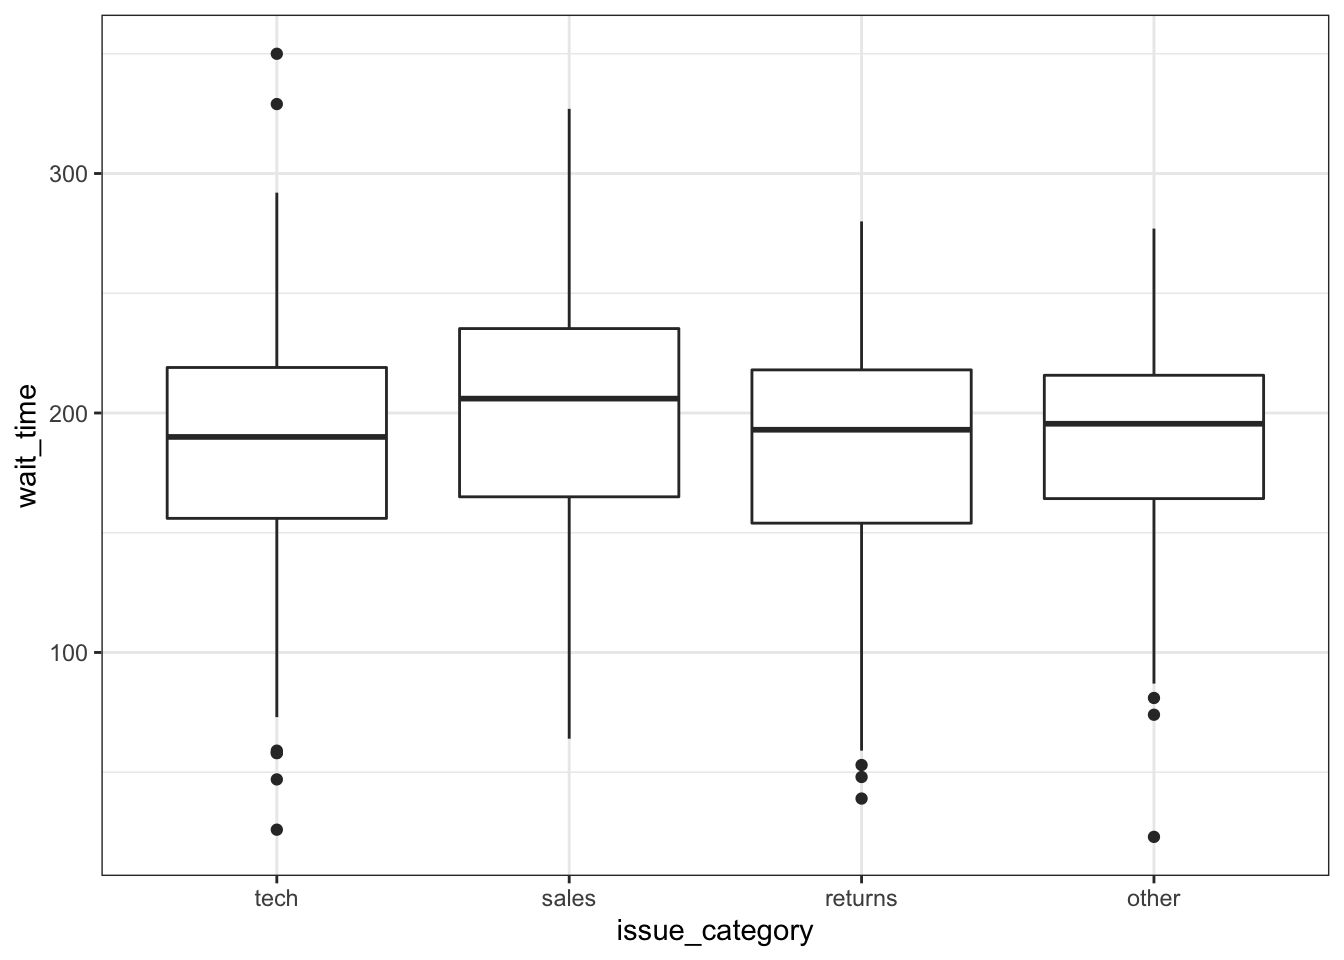 300
200
100
wait_time
tech sales returns other
issue_category